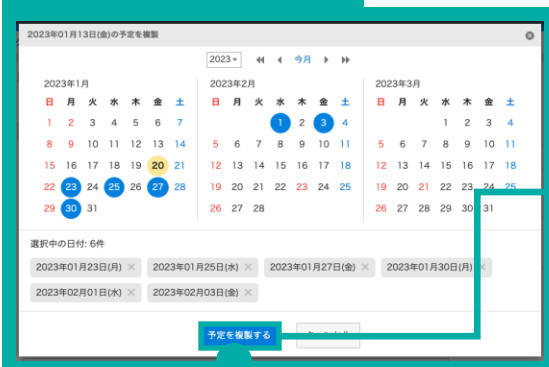 2023年01月13日(金)の予定を複製
2023 今月
2023年1月 2023年2月 2023年3月
日 月 火 水 木 金 土 日 月 火 水 木 金 土 日 月 火 水 木 金 土
1 2 3 4 5 6 7 1 2 3 4 1 2 3 4
8 9 10 11 12 13 14 5 6 7 8 9 10 11 5 6 7 8 9 10 11
15 16 17 18 19 20 21 12 13 14 15 16 17 18 12 13 14 15 16 17 18
22 23 24 25 26 27 28 19 20 21 22 23 24 25 19 20 21 22 23 24 25
29 30 31 26 27 28 26 27 28 29 30 31
選択中の日付: 6件
2023年01月23日(月) × 2023年01月25日(水) × 2023年01月27日(金) × 2023年01月30日(月) ×
2023年02月01日(水) × 2023年02月03日(金) ×
予定を複製する